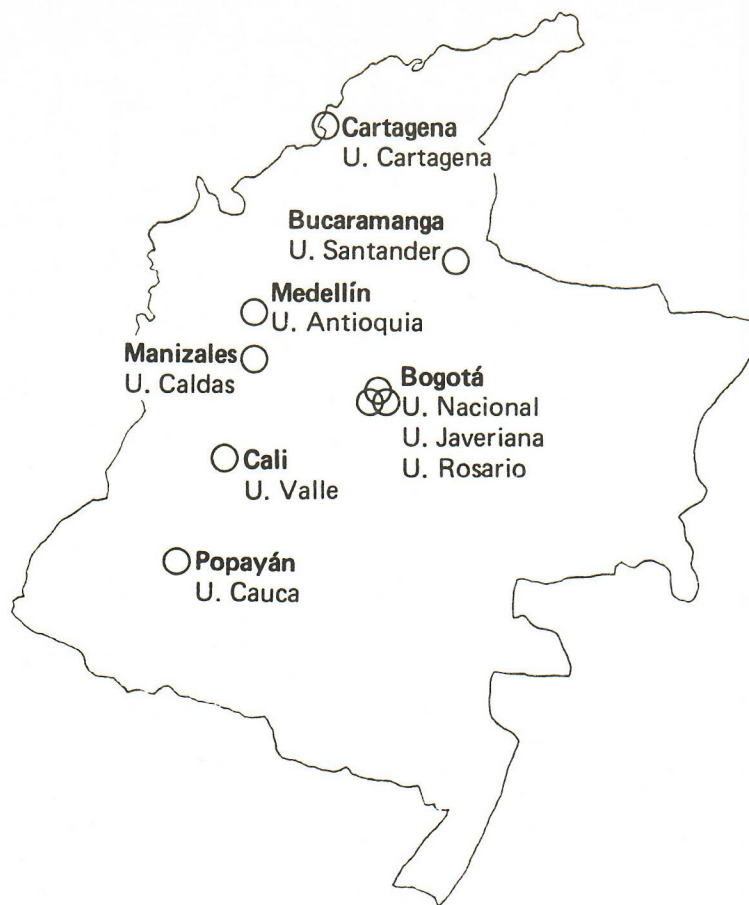 Cartagena
U. Cartagena
Bucaramanga
U. Santander
Medellín
U. Antioquia
Manizales
U. Caldas
Bogotá
U. Nacional
U. Javeriana
U. Rosario
Cali
U. Valle
Popayán
U. Cauca